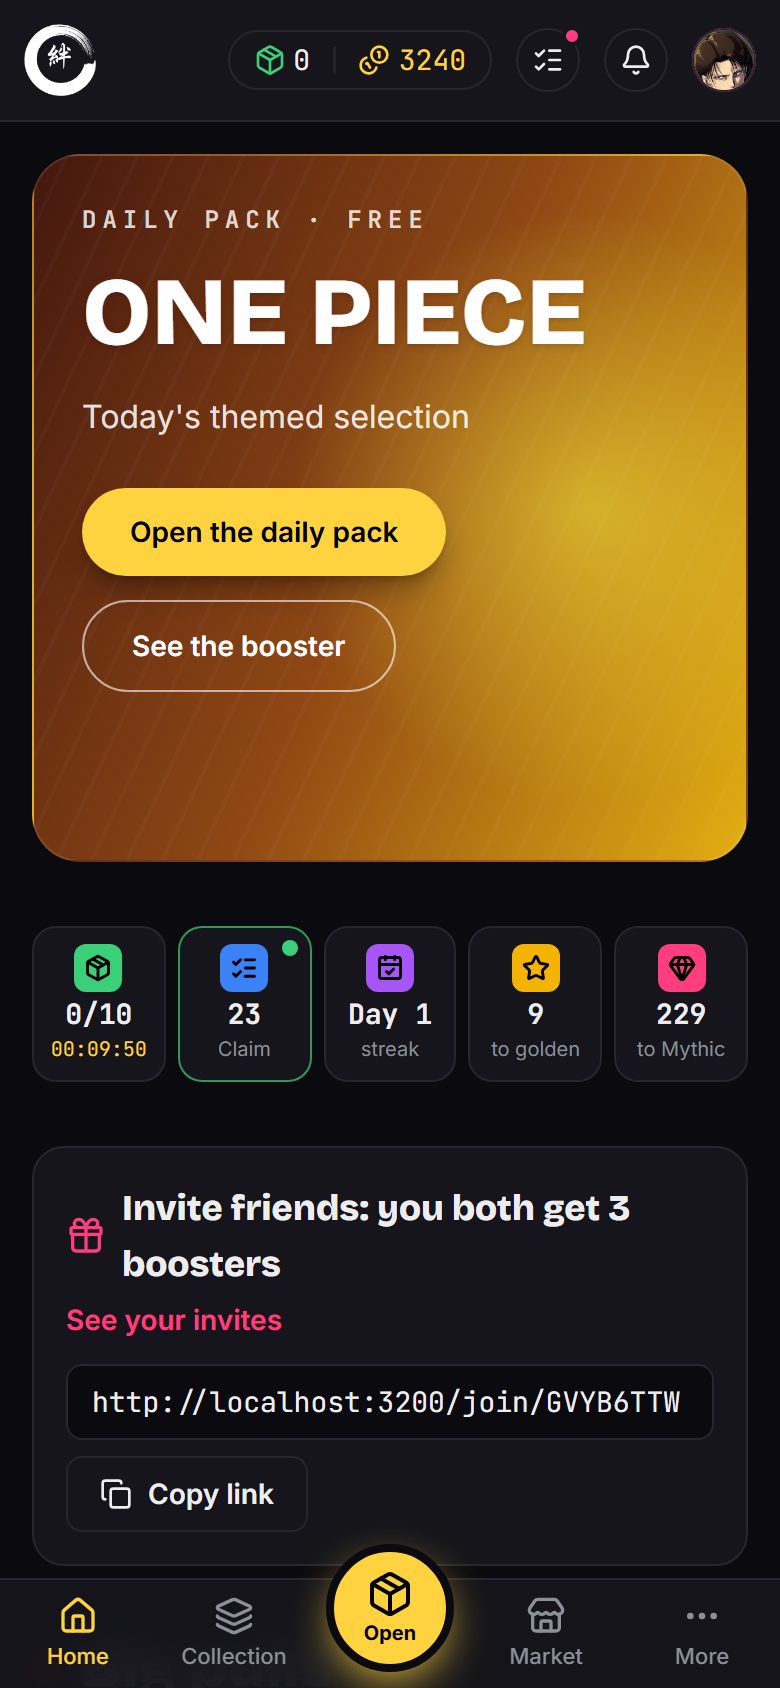 絆
0
3240
DAILY PACK · FREE
ONE PIECE
Today's themed selection
Open the daily pack
See the booster
0/10
00:09:50
23
Claim
Day 1
streak
9
to golden
229
to Mythic
Invite friends: you both get 3
boosters
See your invites
http://localhost:3200/join/GVYB6TTW
Copy link
Home
Collection
Open
Market
More